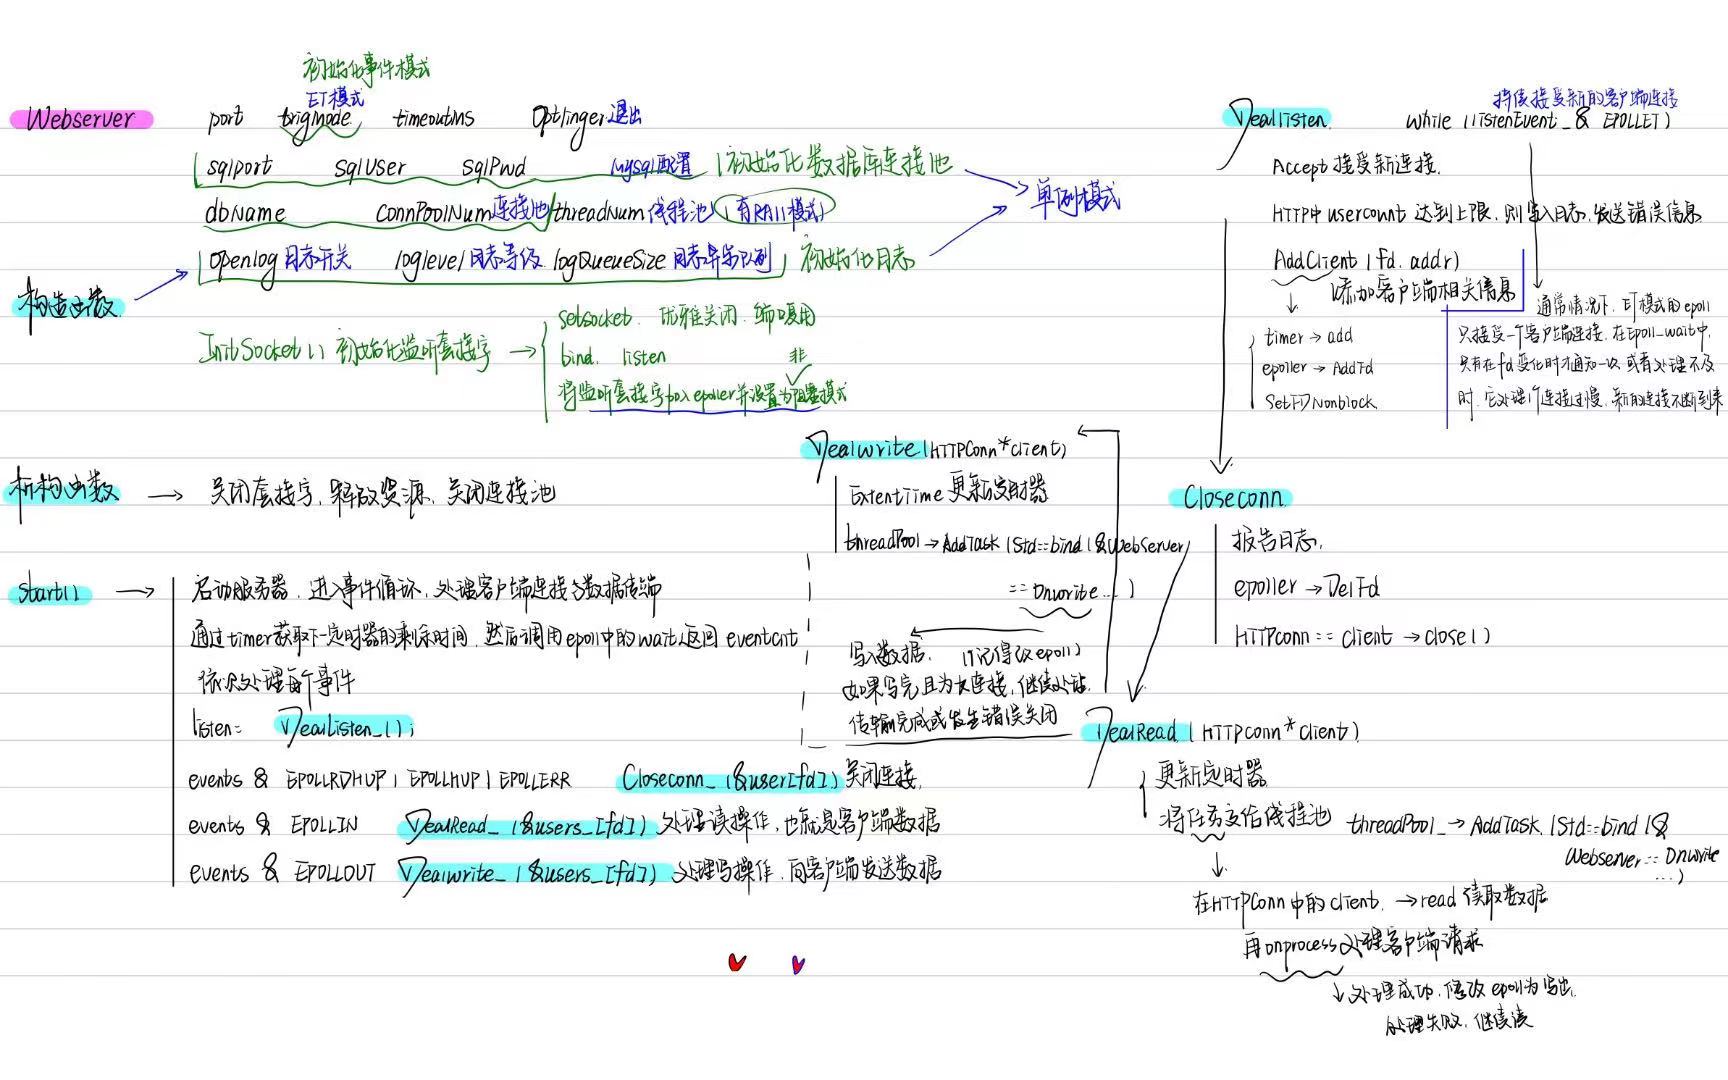 初始化事件模式
ET模式
Webserver port trigmode timeoutMs Optlinger 退出
sqlport sqlUser sqlPwd mysql配置 初始化数据库连接池
单例模式
dbName connPoolNum 连接池 threadNum 线程池 (有RAII模式)
openlog 日志开关 loglevel 日志等级 logQueueSize 日志异步队列 初始化日志
构造函数
InitSocket() 初始化监听套接字 →
setsocket. 优雅关闭. 端口复用
bind. listen
非
将监听套接字加入epoller并设置为阻塞模式
析构函数 → 关闭套接字, 释放资源. 关闭连接池
start() → 启动服务器, 进入事件循环, 处理客户端连接与数据传输
通过timer获取下一定时器的剩余时间, 然后调用epoll中的wait返回 eventCnt
依次处理每个事件
listen: Deallisten_();
events & EPOLLRDHUP | EPOLLHUP | EPOLLERR Closeconn_(&user[fd]) 关闭连接.
events & EPOLLIN DealRead_(&users_[fd]) 处理读操作, 也就是客户端数据
events & EPOLLOUT Dealwrite_(&users_[fd]) 处理写操作, 向客户端发送数据
Dealwrite (HTTPConn*client)
ExtentTime 更新定时器
threadPool → AddTask (Std::bind (&WebServer
::Onwrite...)
写入数据. (记得改epoll)
如果写完且为长连接, 继续处理.
传输完成或发生错误关闭
持续接受新的客户端连接
Deallisten. while (listenEvent_ & EPOLLET)
Accept 接受新连接.
HTTP中 usercount 达到上限, 则写入日志, 发送错误信息
AddClient (fd. addr)
添加客户端相关信息
timer → add
epoller → AddFd
SetFDNonblock
通常情况下, ET模式的epoll
只接受一个客户端连接. 在epoll_wait中,
只有在fd变化时才通知一次 或者处理不及
时, 它处理个连接过慢, 新的连接不断到来
Closeconn
报告日志,
epoller → DelFd
HTTPconn:: client → close()
DealRead (HTTPconn*client)
更新定时器
将任务交给线程池 threadPool_ → AddTask (Std::bind (&
Webserver:: Onwrite
...)
在HTTPConn中的client. → read 读取数据
再onprocess处理客户端请求
↓处理成功, 修改epoll为写出,
处理失败, 继续读